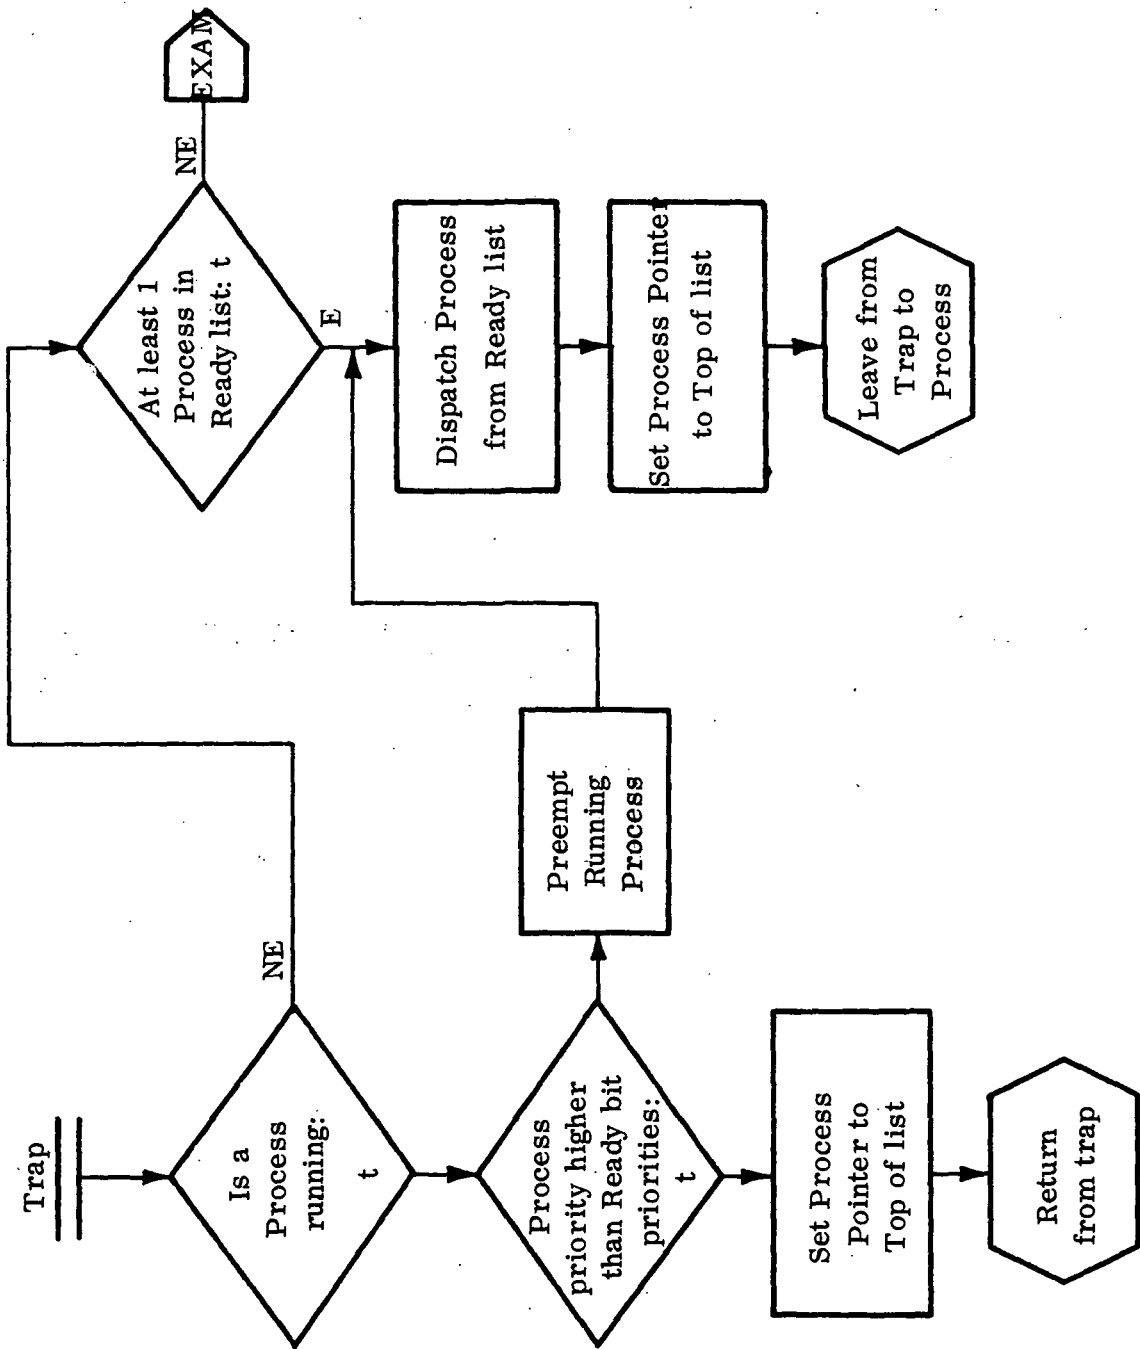 Trap
Is a
Process
running:
t
NE
Process
priority higher
than Ready bit
priorities:
t
Preempt
Running
Process
Set Process
Pointer to
Top of list
Return
from trap
At least 1
Process in
Ready list: t
NE
EXAM
E
Dispatch Process
from Ready list
Set Process Pointer
to Top of list
Leave from
Trap to
Process